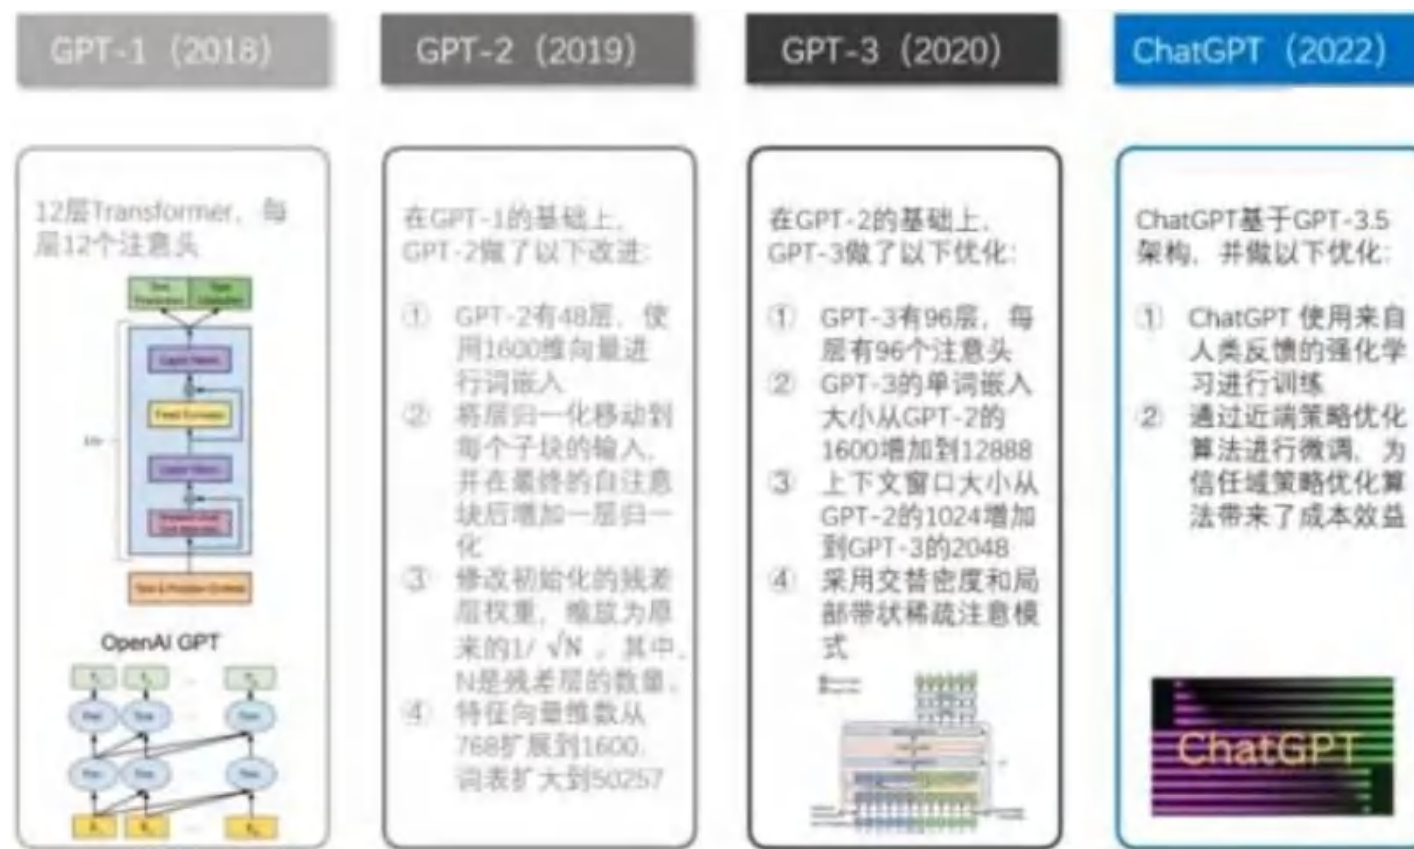 GPT-1（2018）
12层Transformer，每
层12个注意头
OpenAI GPT
GPT-2（2019）
在GPT-1的基础上，
GPT-2做了以下改进：
① GPT-2有48层，使
用1600维向量进
行词嵌入
② 将层归一化移动到
每个子块的输入，
并在最终的自注意
块后增加一层归一
化
③ 修改初始化的残差
层权重，缩放为原
来的1/ √N ，其中，
N是残差层的数量。
④ 特征向量维数从
768扩展到1600，
词表扩大到50257
GPT-3（2020）
在GPT-2的基础上，
GPT-3做了以下优化：
① GPT-3有96层，每
层有96个注意头
② GPT-3的单词嵌入
大小从GPT-2的
1600增加到12888
③ 上下文窗口大小从
GPT-2的1024增加
到GPT-3的2048
④ 采用交替密度和局
部带状稀疏注意模
式
ChatGPT（2022）
ChatGPT基于GPT-3.5
架构，并做以下优化：
① ChatGPT 使用来自
人类反馈的强化学
习进行训练
② 通过近端策略优化
算法进行微调，为
信任域策略优化算
法带来了成本效益
ChatGPT